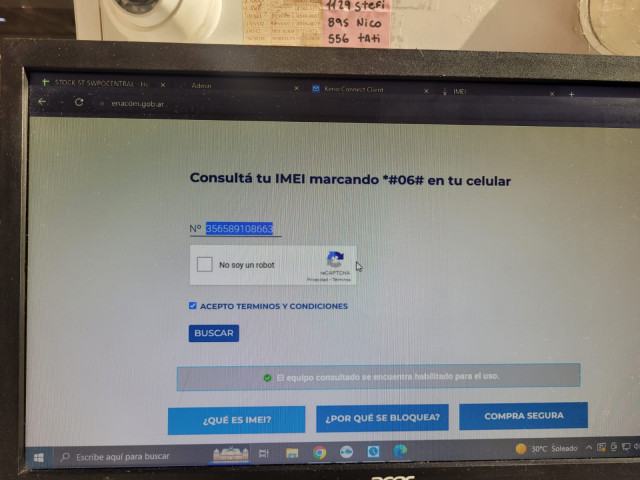 1129 Stefi
895 Nico
556 tAti
STOCK ST SWPOCENTRAL - H
Admin
Keno Connect Client
IMEI
enacom.gob.ar
Consultá tu IMEI marcando *#06# en tu celular
Nº 356589108663
No soy un robot
reCAPTCHA
Privacidad - Términos
ACEPTO TERMINOS Y CONDICIONES
BUSCAR
El equipo consultado se encuentra habilitado para el uso.
¿QUÉ ES IMEI?
¿POR QUÉ SE BLOQUEA?
COMPRA SEGURA
Escribe aquí para buscar
30°C Soleado
acer